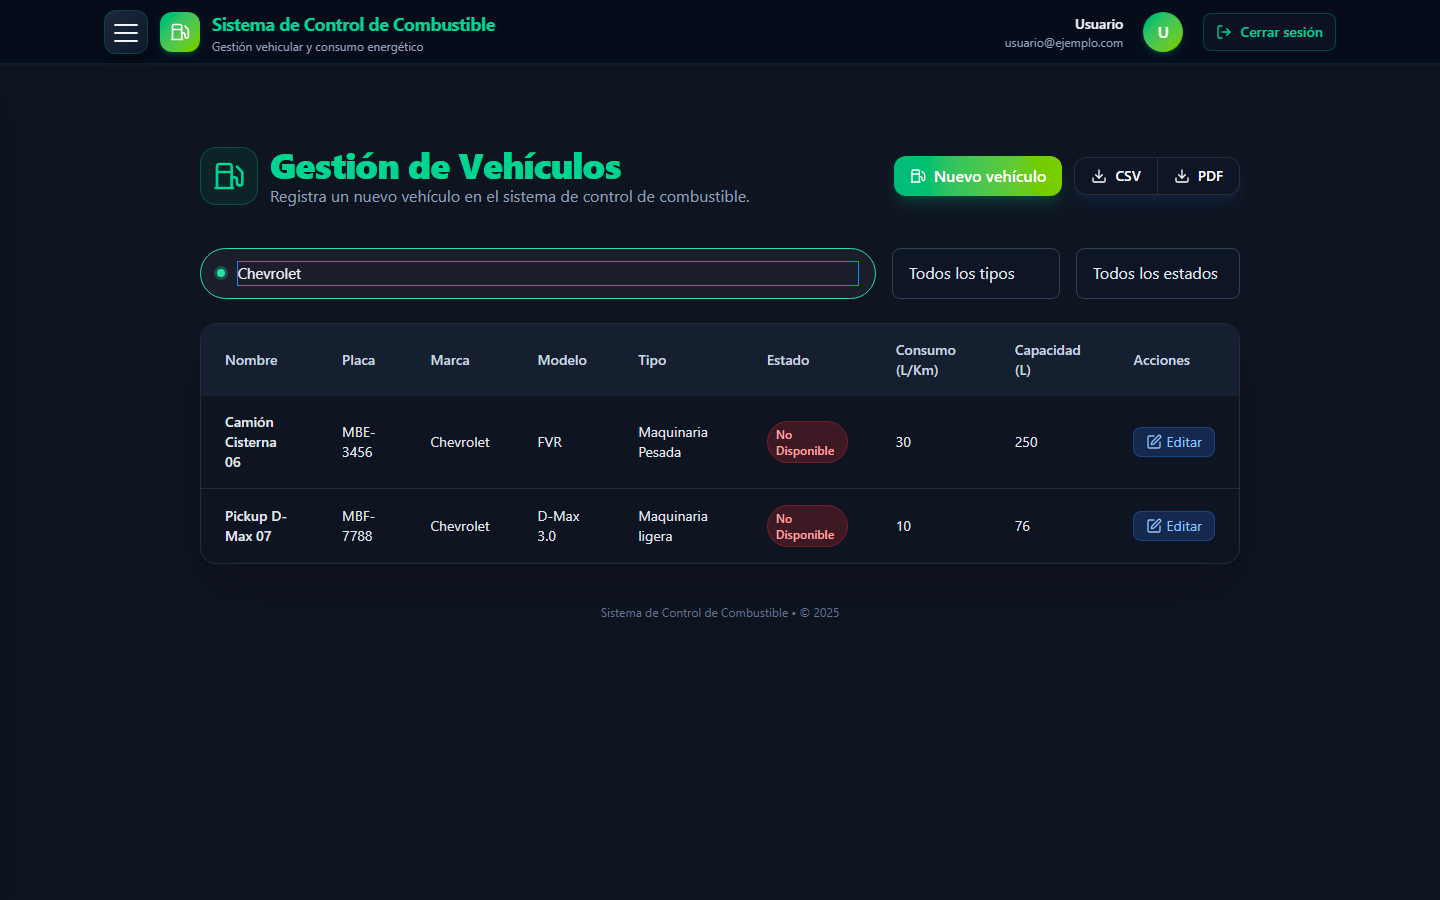 Sistema de Control de Combustible
Gestión vehicular y consumo energético
Usuario
usuario@ejemplo.com
U
Cerrar sesión
Gestión de Vehículos
Registra un nuevo vehículo en el sistema de control de combustible.
Nuevo vehículo
CSV
PDF
Chevrolet
Todos los tipos
Todos los estados
Nombre Placa Marca Modelo Tipo Estado Consumo (L/Km) Capacidad (L) Acciones
Camión Cisterna 06 MBE-3456 Chevrolet FVR Maquinaria Pesada No Disponible 30 250 Editar
Pickup D-Max 07 MBF-7788 Chevrolet D-Max 3.0 Maquinaria ligera No Disponible 10 76 Editar
Sistema de Control de Combustible • © 2025